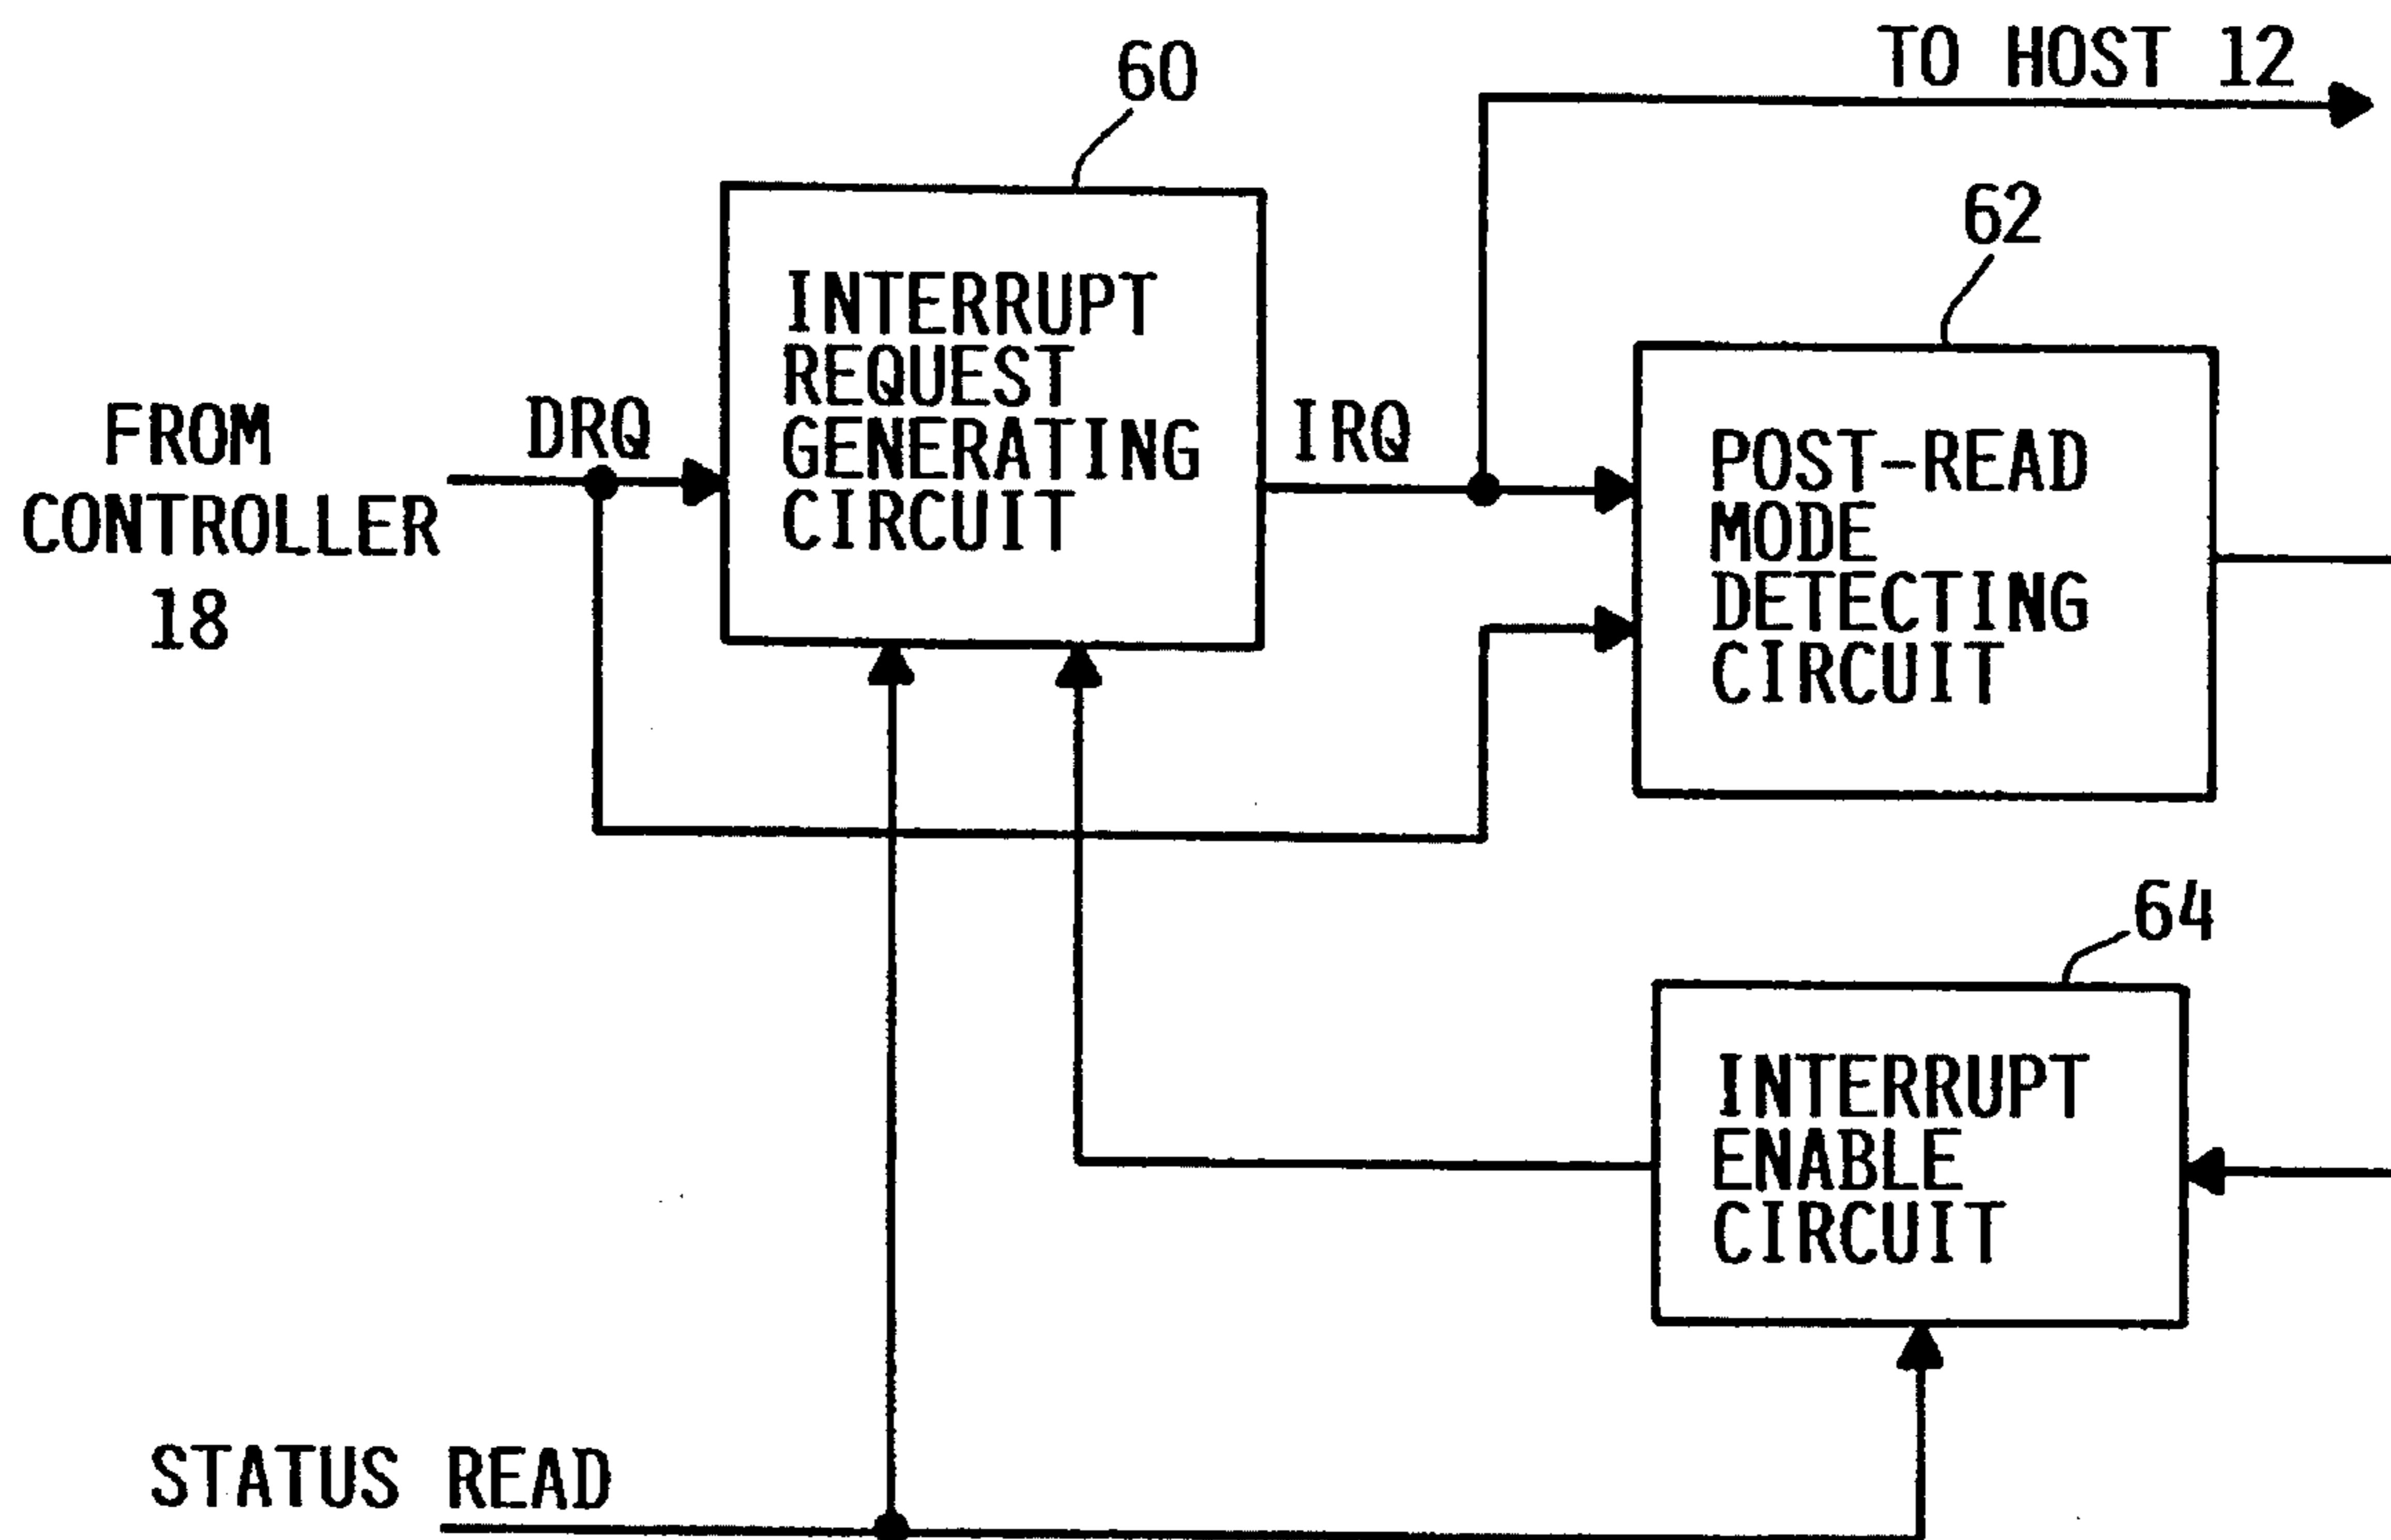 60
TO HOST 12
62
INTERRUPT
REQUEST
GENERATING
CIRCUIT
FROM
CONTROLLER
18
DRQ
IRQ
POST-READ
MODE
DETECTING
CIRCUIT
64
INTERRUPT
ENABLE
CIRCUIT
STATUS READ